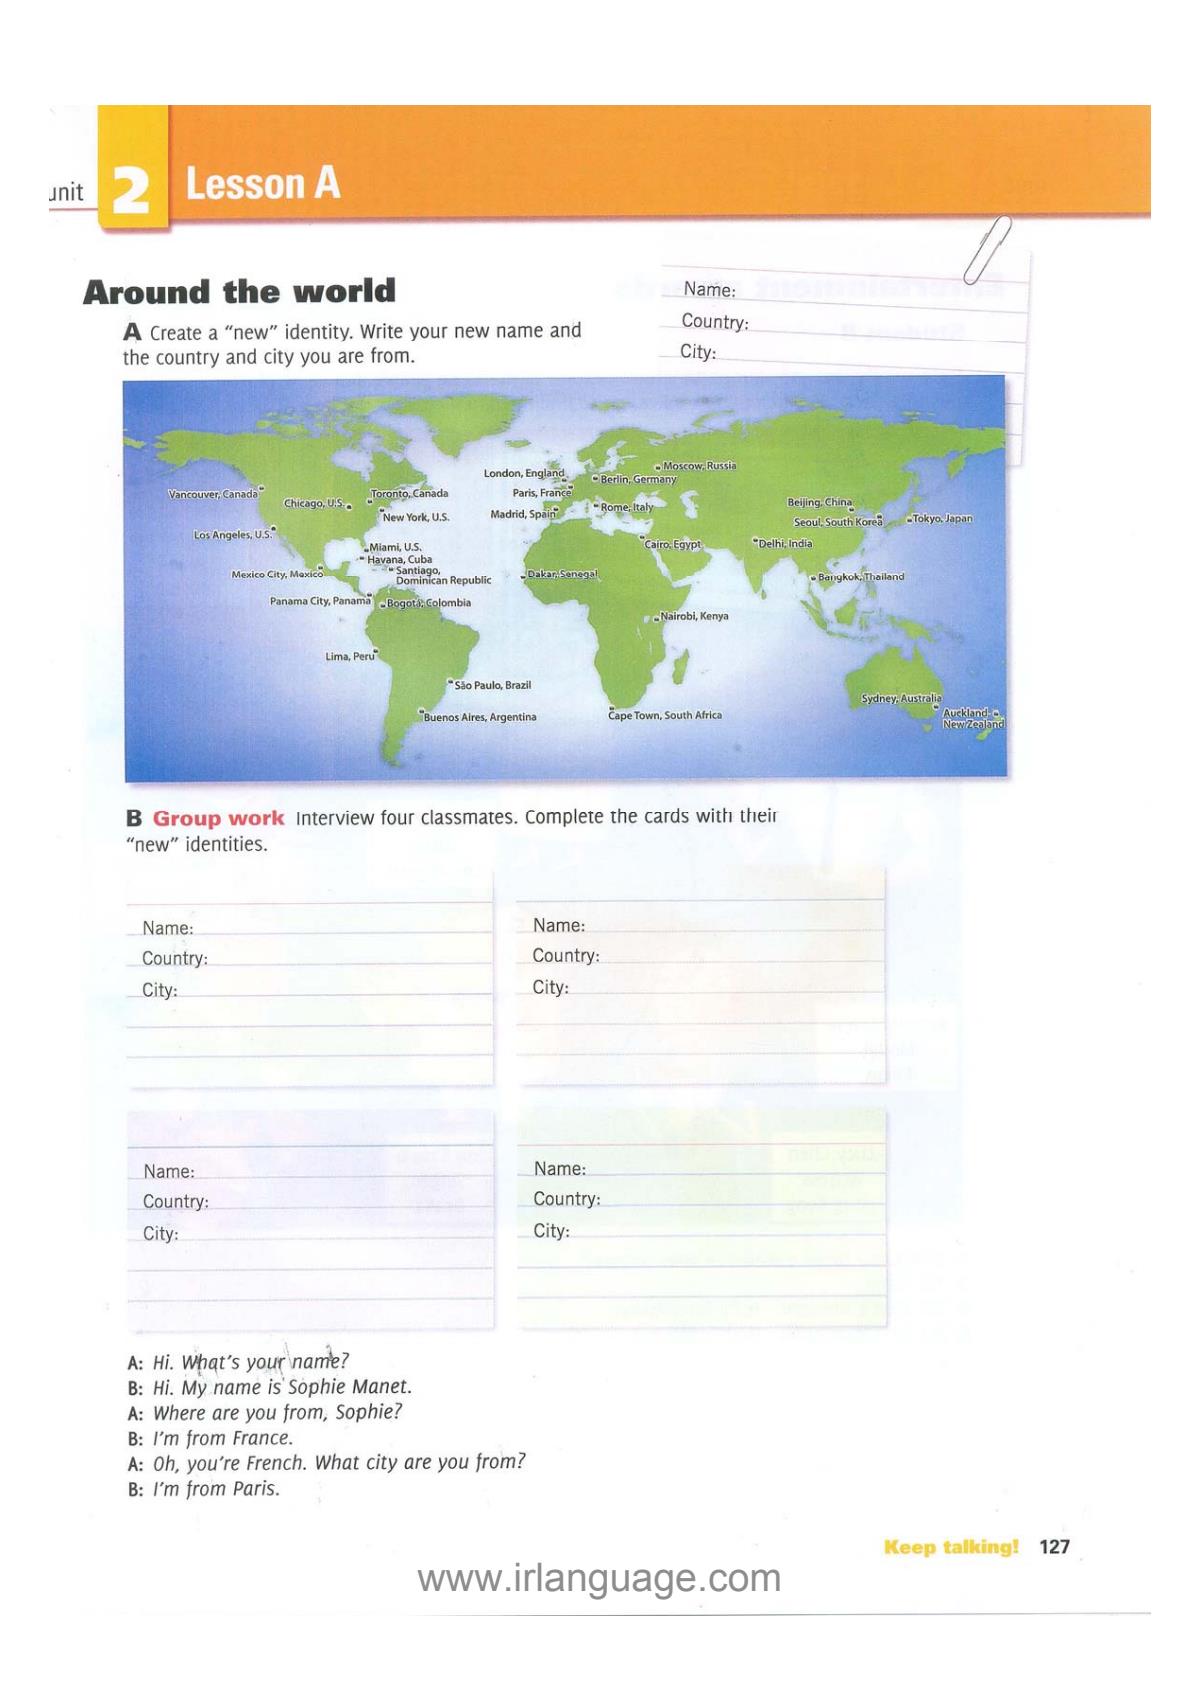 unit 2 Lesson A
Around the world
A Create a “new” identity. Write your new name and
the country and city you are from.
Name:
Country:
City:
London, England
Moscow, Russia
Berlin, Germany
Vancouver, Canada
Chicago, U.S.
Toronto, Canada
Paris, France
Rome, Italy
Beijing, China
New York, U.S.
Madrid, Spain
Seoul, South Korea
Tokyo, Japan
Los Angeles, U.S.
Miami, U.S.
Cairo, Egypt
Delhi, India
Havana, Cuba
Mexico City, Mexico
Santiago,
Dominican Republic
Dakar, Senegal
Bangkok, Thailand
Panama City, Panama
Bogotá, Colombia
Nairobi, Kenya
Lima, Peru
São Paulo, Brazil
Sydney, Australia
Buenos Aires, Argentina
Cape Town, South Africa
Auckland,
New Zealand
B Group work Interview four classmates. Complete the cards with their
“new” identities.
Name:
Country:
City:
Name:
Country:
City:
Name:
Country:
City:
Name:
Country:
City:
A: Hi. What’s your name?
B: Hi. My name is Sophie Manet.
A: Where are you from, Sophie?
B: I’m from France.
A: Oh, you’re French. What city are you from?
B: I’m from Paris.
Keep talking! 127
www.irlanguage.com